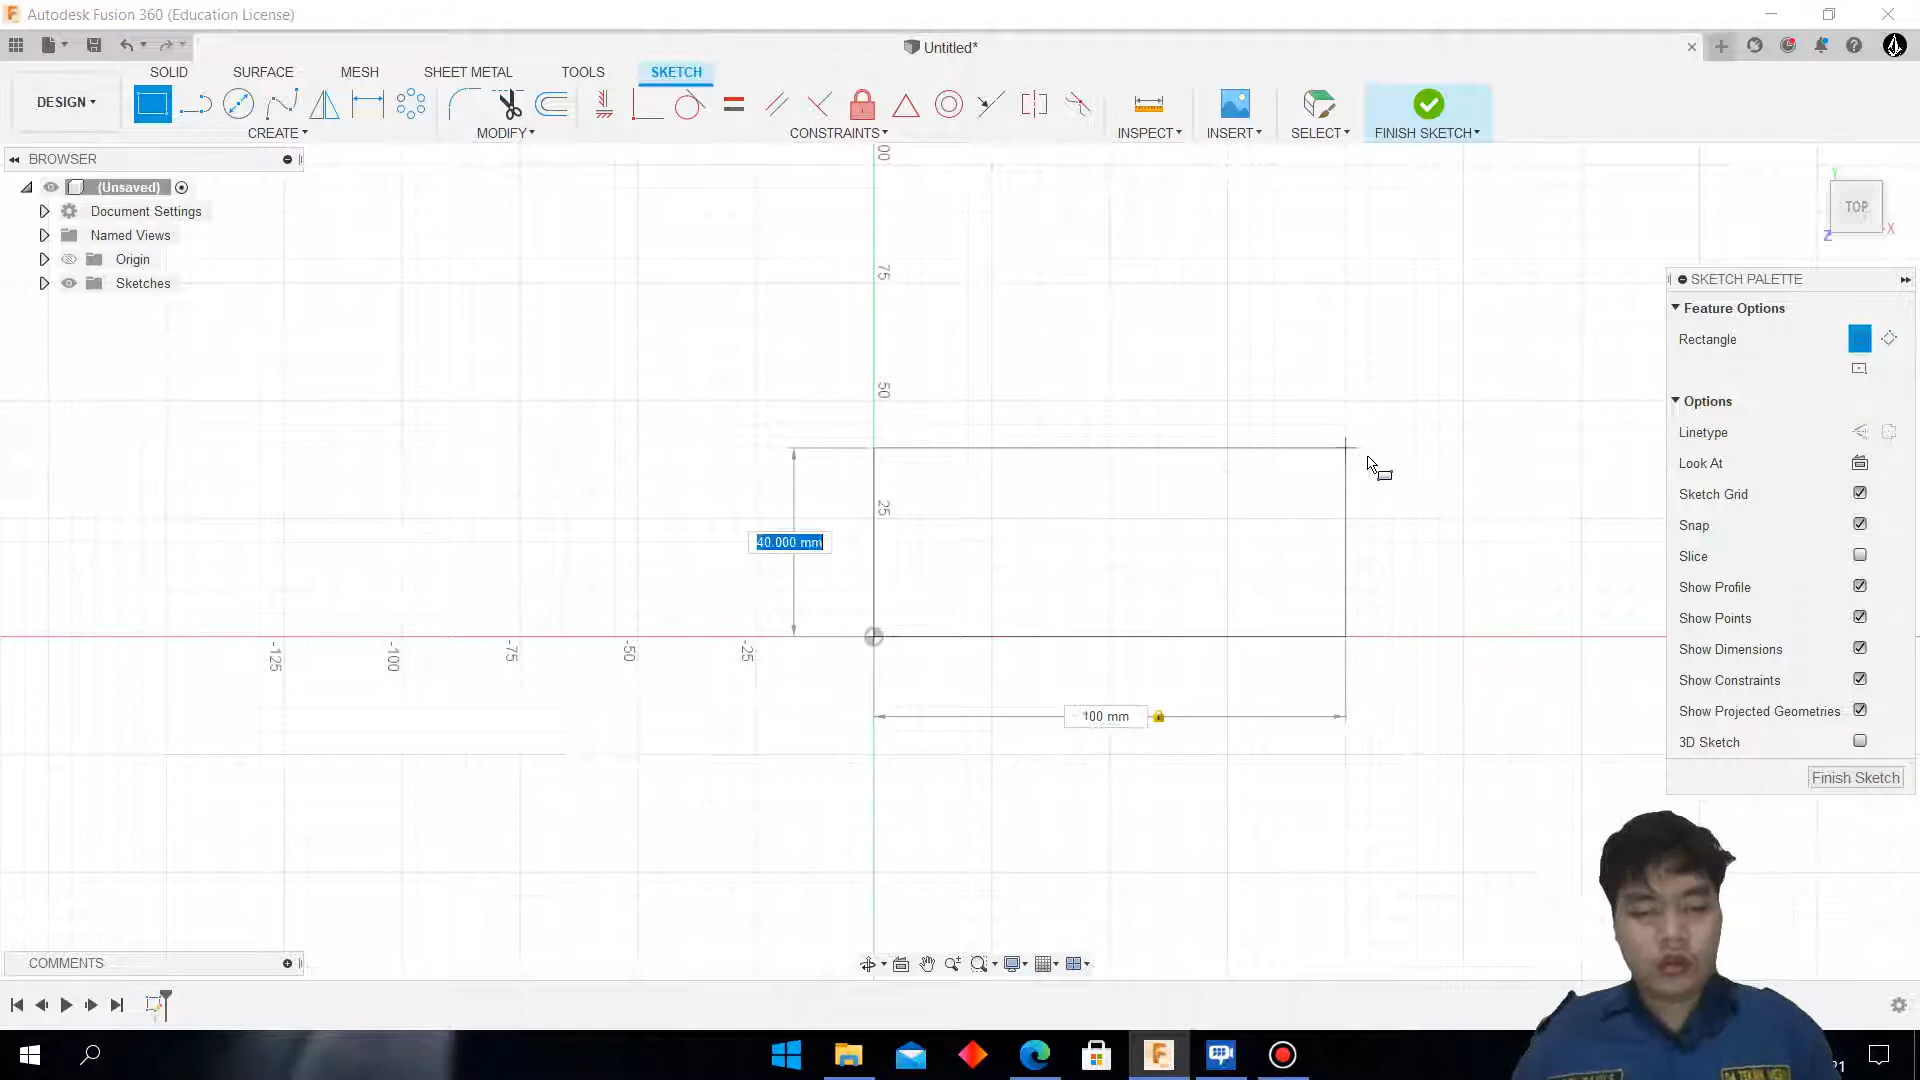 Autodesk Fusion 360 (Education License)
Untitled*
SOLID
SURFACE
MESH
SHEET METAL
TOOLS
SKETCH
DESIGN
CREATE
MODIFY
CONSTRAINTS
INSPECT
INSERT
SELECT
FINISH SKETCH
BROWSER
(Unsaved)
Document Settings
Named Views
Origin
Sketches
00
75
50
25
-125
-100
-75
-50
-25
40.000 mm
100 mm
Y
TOP
X
Z
SKETCH PALETTE
Feature Options
Rectangle
Options
Linetype
Look At
Sketch Grid
Snap
Slice
Show Profile
Show Points
Show Dimensions
Show Constraints
Show Projected Geometries
3D Sketch
Finish Sketch
COMMENTS
21